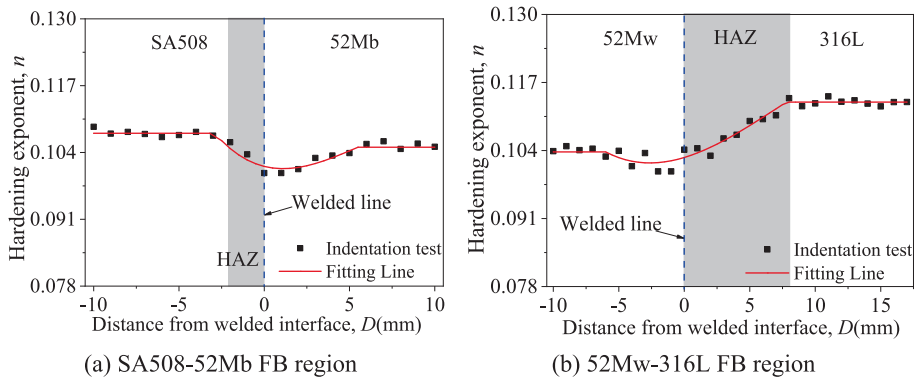 0.130
0.117
0.104
0.091
0.078
Hardening exponent, n
SA508
52Mb
HAZ
Welded line
Indentation test
Fitting Line
-10
-5
0
5
10
Distance from welded interface, D(mm)
(a) SA508-52Mb FB region
0.130
0.117
0.104
0.091
0.078
Hardening exponent, n
52Mw
HAZ
316L
Welded line
Indentation test
Fitting Line
-10
-5
0
5
10
15
Distance from welded interface, D(mm)
(b) 52Mw-316L FB region